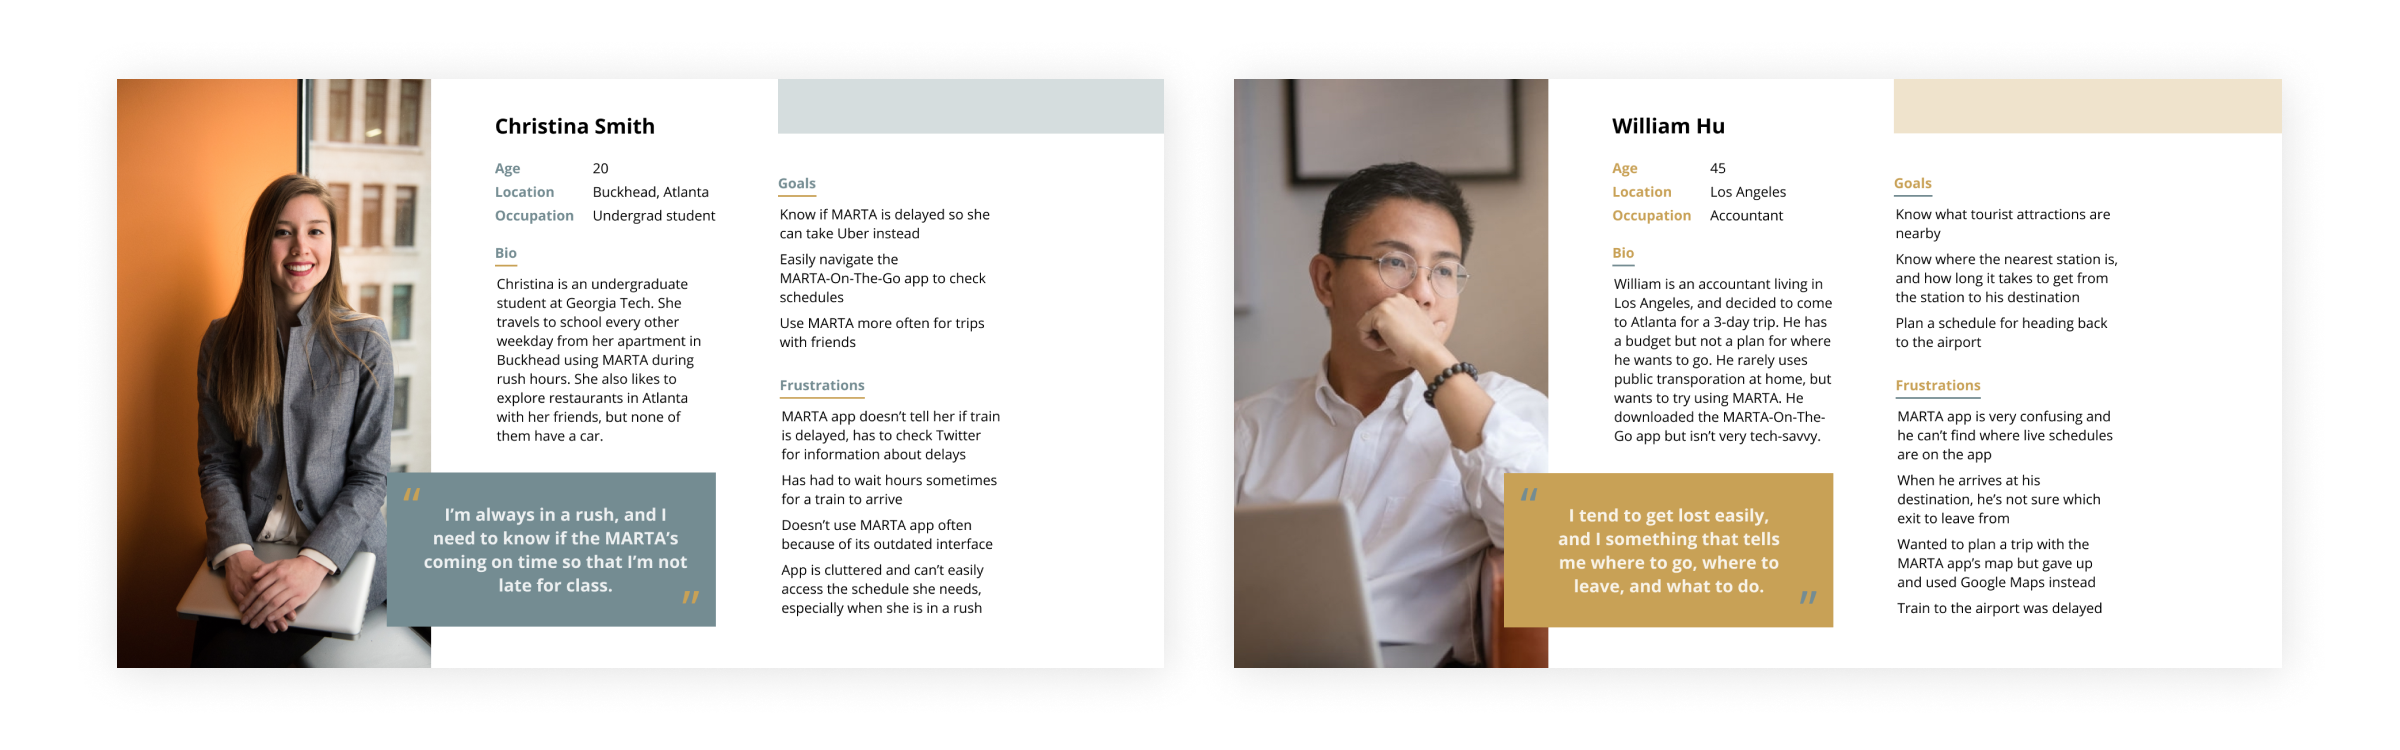 Christina Smith
Age 20
Location Buckhead, Atlanta
Occupation Undergrad student
Bio
Christina is an undergraduate
student at Georgia Tech. She
travels to school every other
weekday from her apartment in
Buckhead using MARTA during
rush hours. She also likes to
explore restaurants in Atlanta
with her friends, but none of
them have a car.
“
I’m always in a rush, and I
need to know if the MARTA’s
coming on time so that I’m not
late for class.
”
Goals
Know if MARTA is delayed so she
can take Uber instead
Easily navigate the
MARTA-On-The-Go app to check
schedules
Use MARTA more often for trips
with friends
Frustrations
MARTA app doesn’t tell her if train
is delayed, has to check Twitter
for information about delays
Has had to wait hours sometimes
for a train to arrive
Doesn’t use MARTA app often
because of its outdated interface
App is cluttered and can’t easily
access the schedule she needs,
especially when she is in a rush
William Hu
Age 45
Location Los Angeles
Occupation Accountant
Bio
William is an accountant living in
Los Angeles, and decided to come
to Atlanta for a 3-day trip. He has
a budget but not a plan for where
he wants to go. He rarely uses
public transporation at home, but
wants to try using MARTA. He
downloaded the MARTA-On-The-
Go app but isn’t very tech-savvy.
“
I tend to get lost easily,
and I something that tells
me where to go, where to
leave, and what to do.
”
Goals
Know what tourist attractions are
nearby
Know where the nearest station is,
and how long it takes to get from
the station to his destination
Plan a schedule for heading back
to the airport
Frustrations
MARTA app is very confusing and
he can’t find where live schedules
are on the app
When he arrives at his
destination, he’s not sure which
exit to leave from
Wanted to plan a trip with the
MARTA app’s map but gave up
and used Google Maps instead
Train to the airport was delayed